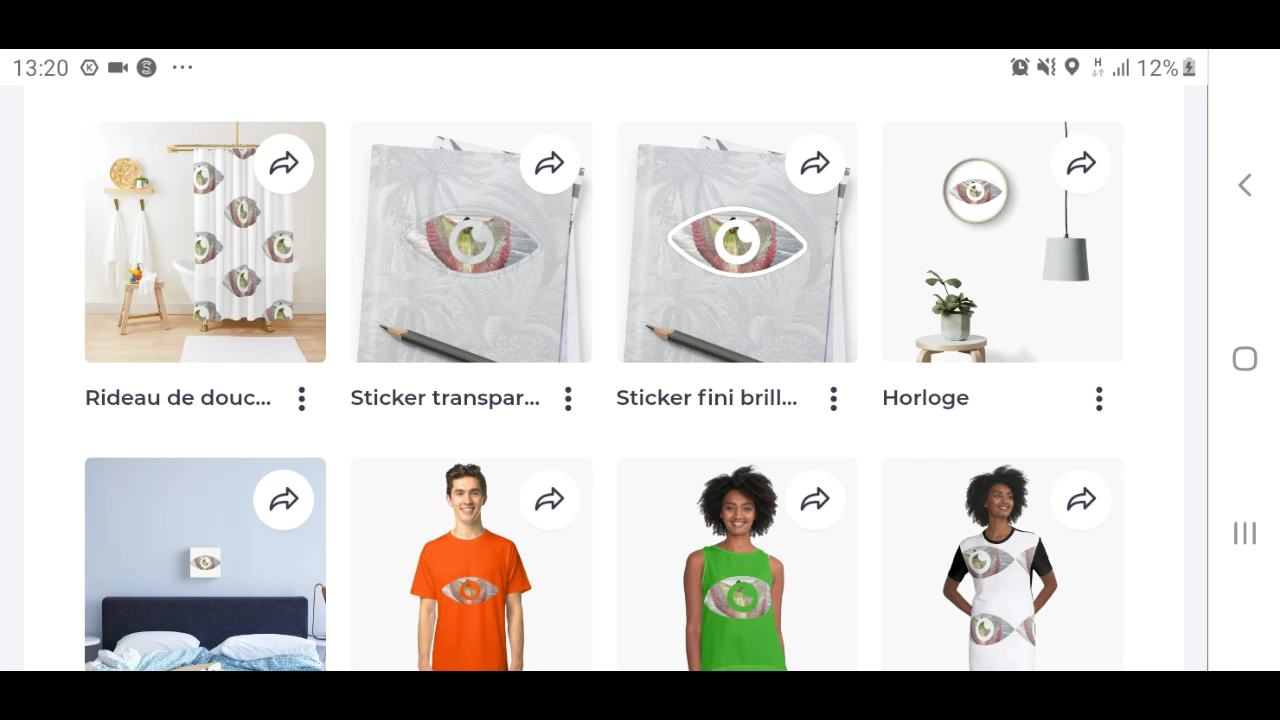 13:20 K S ... H 12%
Rideau de douc... Sticker transpar... Sticker fini brill... Horloge